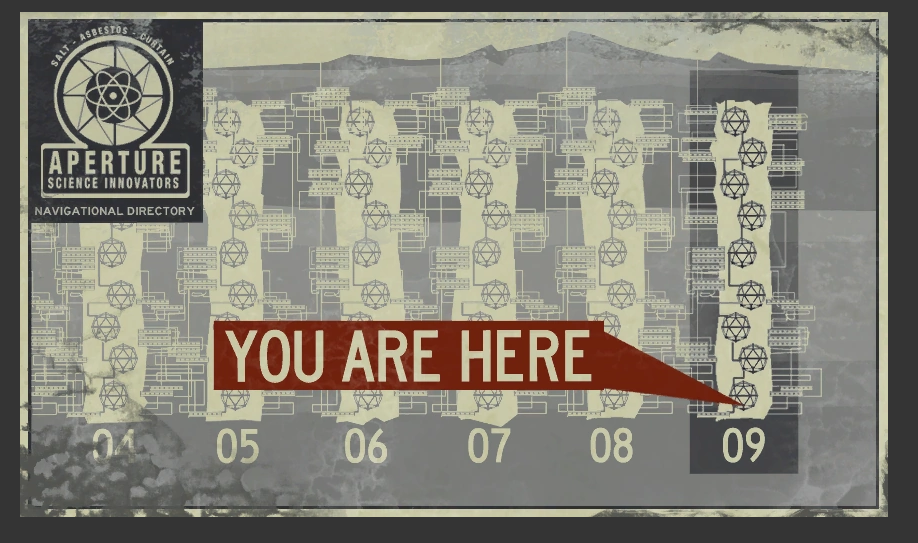 SALT - ASBESTOS - CURTAIN
APERTURE
SCIENCE INNOVATORS
NAVIGATIONAL DIRECTORY
YOU ARE HERE
04 05 06 07 08 09